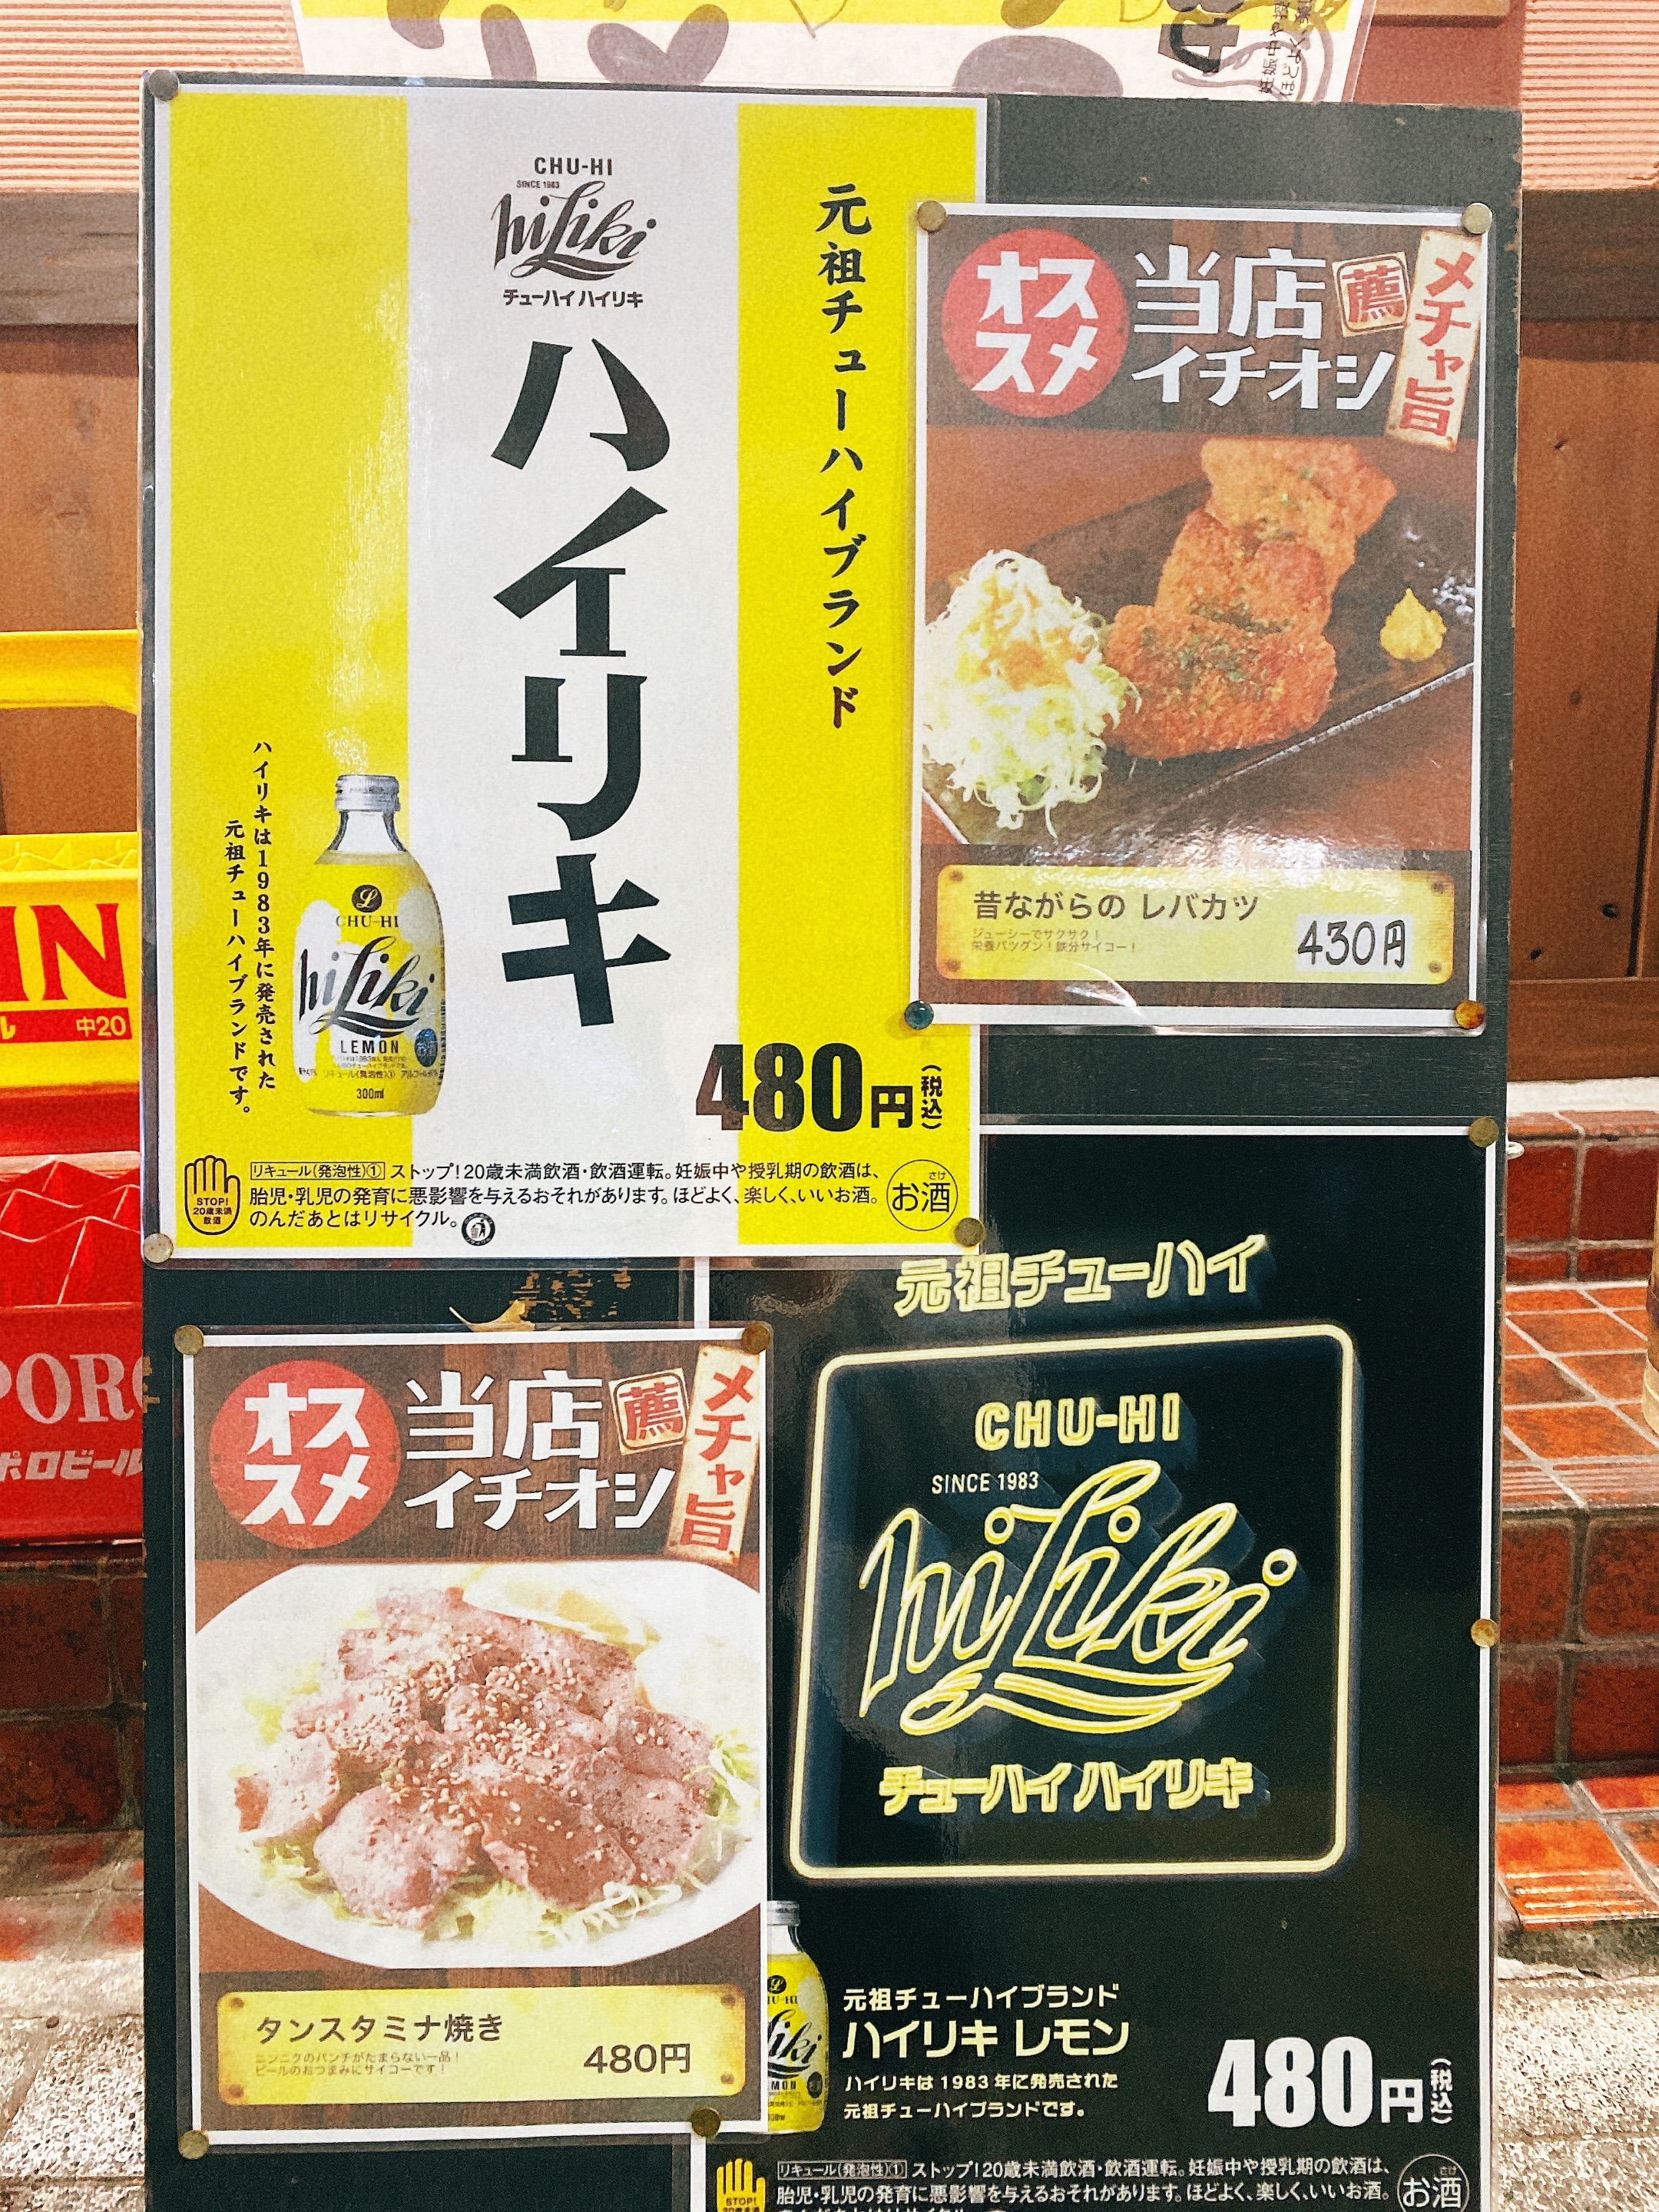 CHU-HI
SINCE 1983
hiLiki
チューハイ ハイリキ
ハイリキ
元祖チューハイブランド
ハイリキは1983年に発売された
元祖チューハイブランドです。
CHU-HI
hiLiki
LEMON
300ml
480円(税込)
STOP!
20歳未満
飲酒
リキュール(発泡性)① ストップ!20歳未満飲酒・飲酒運転。妊娠中や授乳期の飲酒は、
胎児・乳児の発育に悪影響を与えるおそれがあります。ほどよく、楽しく、いいお酒。
のんだあとはリサイクル。
さけ
お酒
オススメ
当店
イチオシ
薦
メチャ旨
昔ながらの レバカツ
ジューシーでサクサク!
栄養バツグン!鉄分サイコー!
430円
オススメ
当店
イチオシ
薦
メチャ旨
タンスタミナ焼き
ニンニクのパンチがたまらない一品!
ビールのおつまみにサイコーです!
480円
元祖チューハイ
CHU-HI
SINCE 1983
hiLiki
チューハイ ハイリキ
元祖チューハイブランド
ハイリキ レモン
ハイリキは1983年に発売された
元祖チューハイブランドです。
480円(税込)
リキュール(発泡性)① ストップ!20歳未満飲酒・飲酒運転。妊娠中や授乳期の飲酒は、
胎児・乳児の発育に悪影響を与えるおそれがあります。ほどよく、楽しく、いいお酒。
お酒
IN
中20
POR
ポロビール